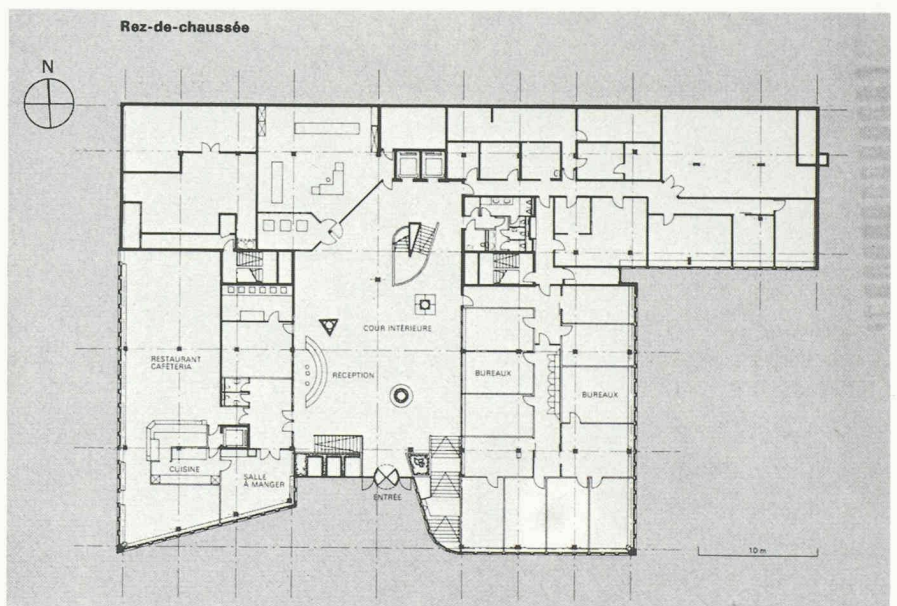 Rez-de-chaussée
N
COUR INTÉRIEURE
RESTAURANT
CAFÉTERIA
RÉCEPTION
BUREAUX
BUREAUX
CUISINE
SALLE
À MANGER
ENTRÉE
10 m